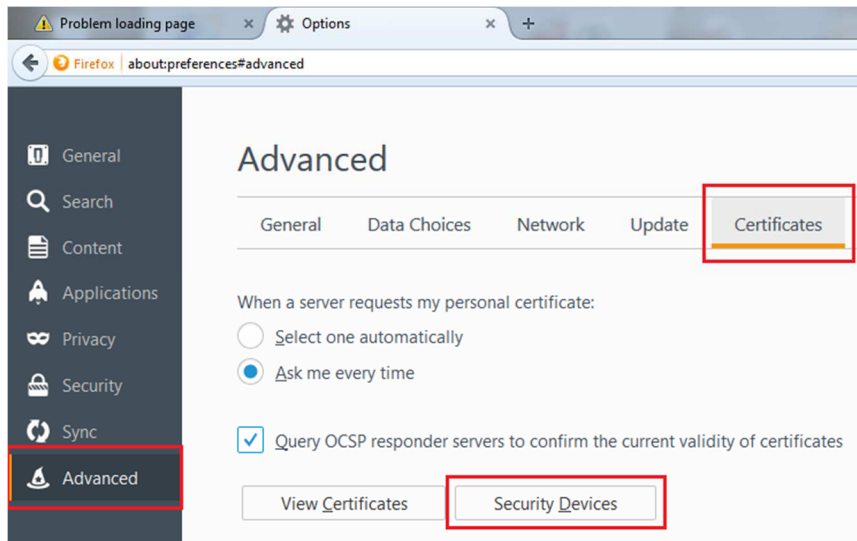 Problem loading page
Options
Firefox about:preferences#advanced
General
Search
Content
Applications
Privacy
Security
Sync
Advanced
Advanced
General Data Choices Network Update Certificates
When a server requests my personal certificate:
Select one automatically
Ask me every time
Query OCSP responder servers to confirm the current validity of certificates
View Certificates Security Devices